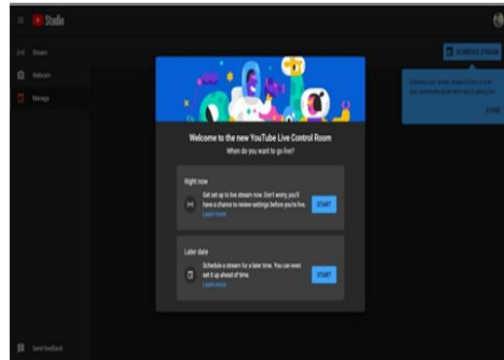 Studio
Stream
SCHEDULE STREAM
Webcam
Manage
CLOSE
Welcome to the new YouTube Live Control Room
When do you want to go live?
Right now
Get set up to live stream now. Don't worry, you'll
have a chance to review settings before you're live.
Learn more
START
Later date
Schedule a stream for a later time. You can even
set it up ahead of time.
Learn more
START
Send feedback